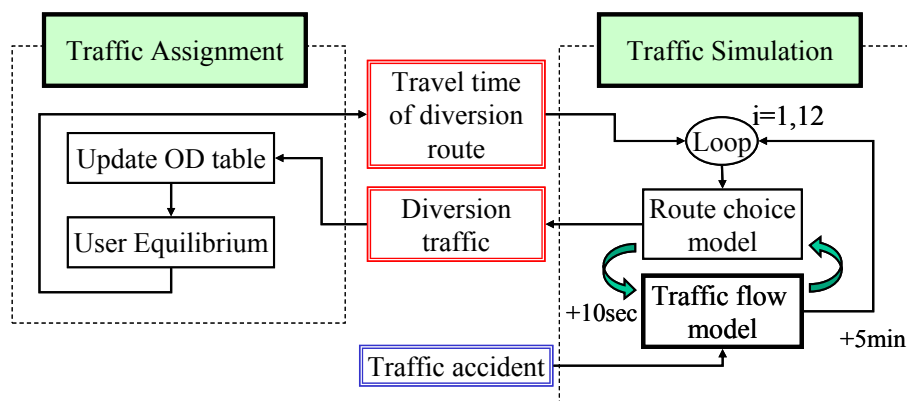 Traffic Assignment
Update OD table
User Equilibrium
Travel time
of diversion
route
Diversion
traffic
Traffic accident
Traffic Simulation
i=1,12
Loop
Route choice
model
+10sec
Traffic flow
model
+5min